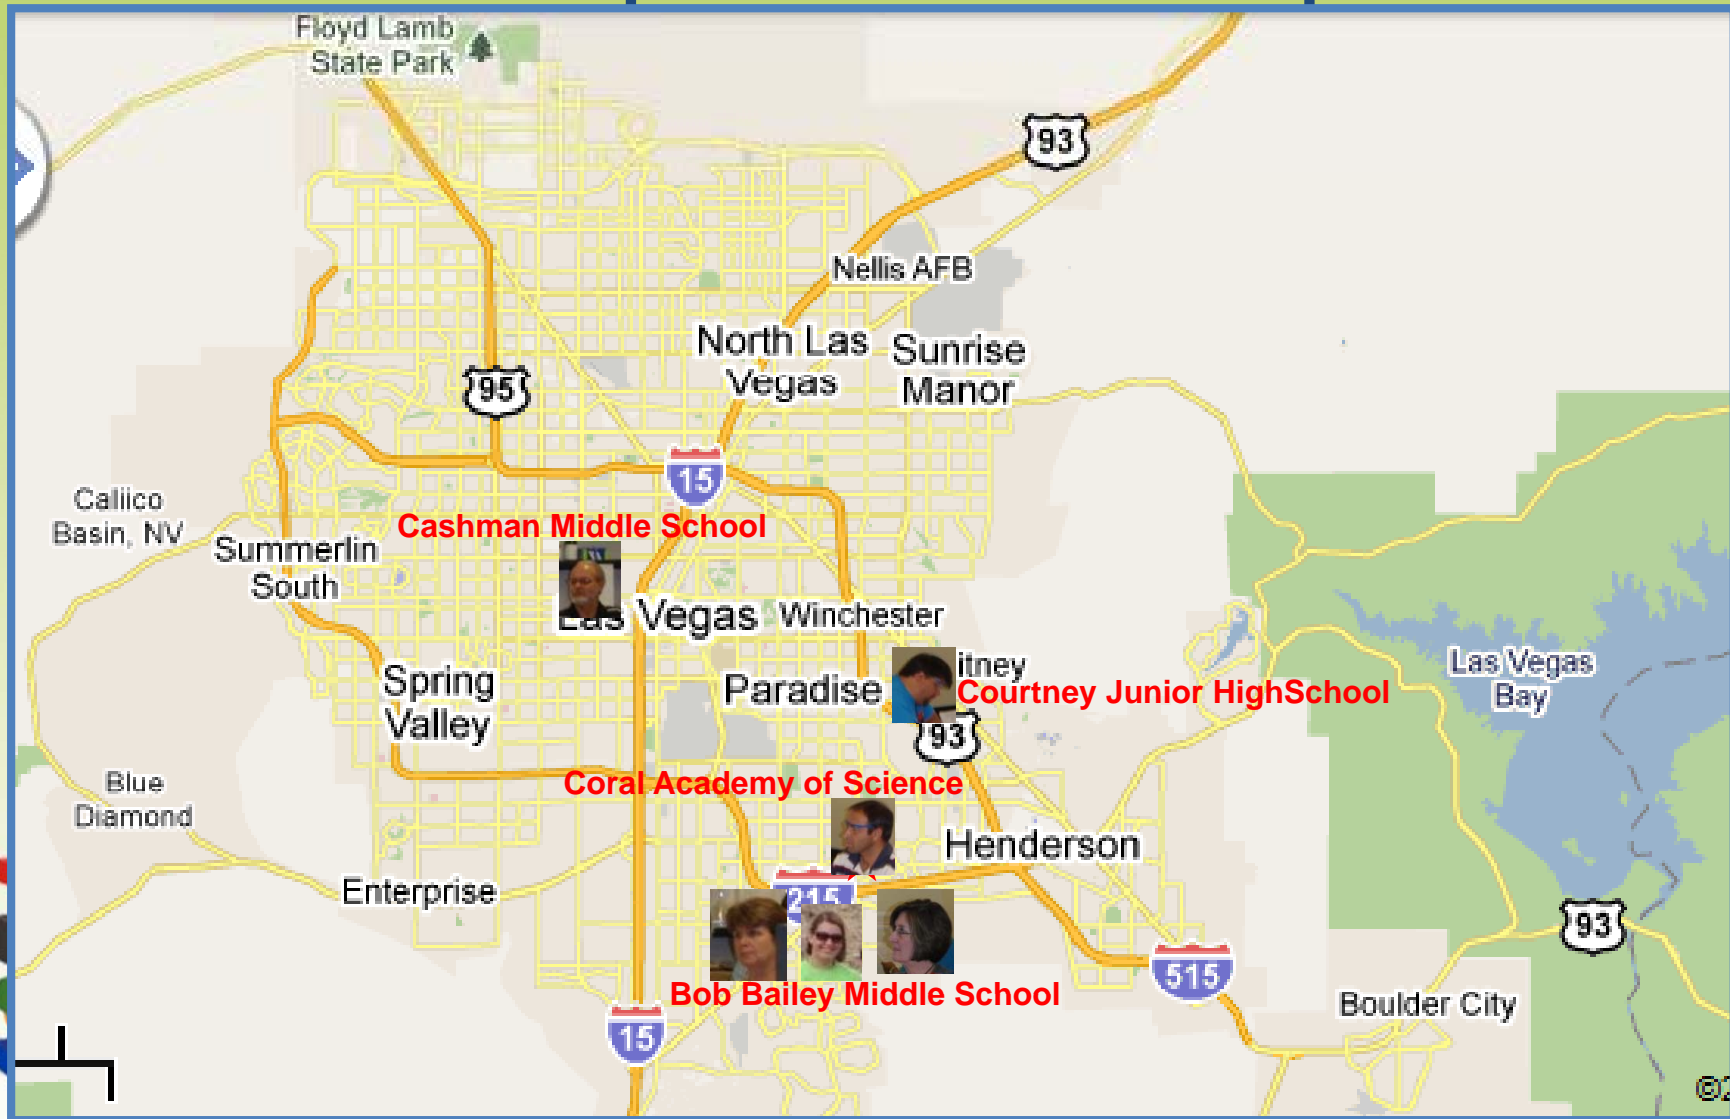 Floyd Lamb
State Park
93
Nellis AFB
North Las
Vegas
Sunrise
Manor
95
15
Calico
Basin, NV
Cashman Middle School
Summerlin
South
Las Vegas
Winchester
itney
Courtney Junior HighSchool
Las Vegas
Bay
Spring
Valley
Paradise
93
Blue
Diamond
Coral Academy of Science
Henderson
Enterprise
215
93
515
Bob Bailey Middle School
Boulder City
15